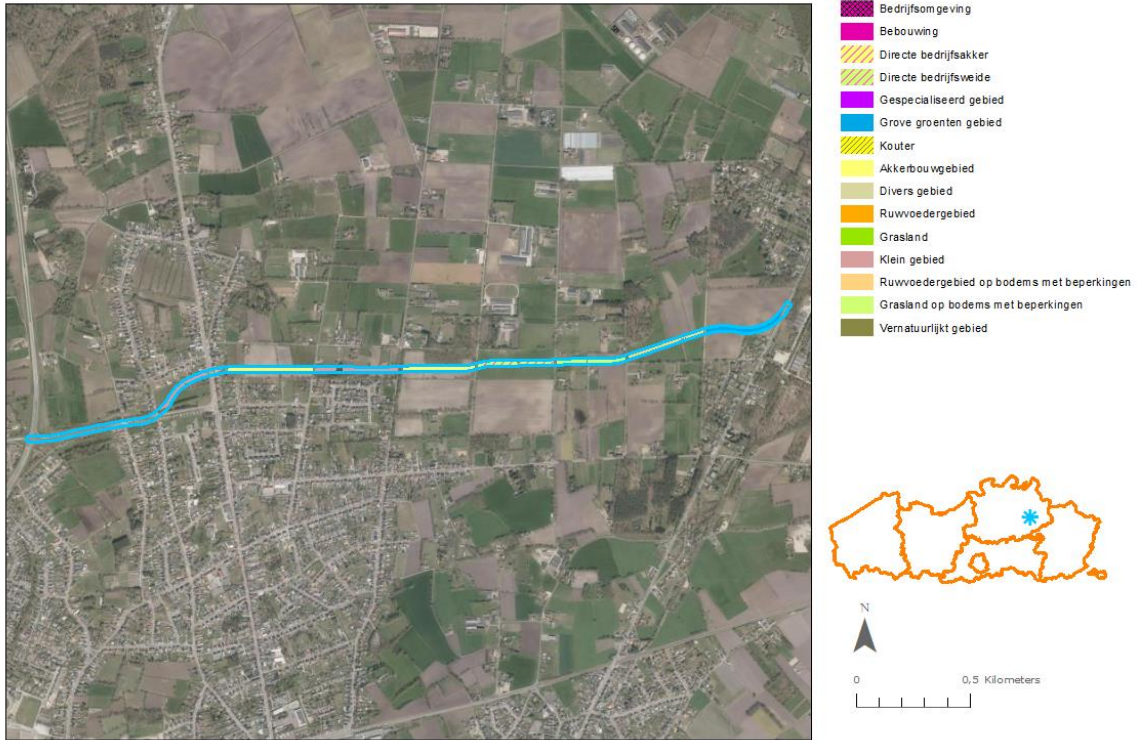 Bedrijfsomgeving
Bebouwing
Directe bedrijfsakker
Directe bedrijfsweide
Gespecialiseerd gebied
Grove groenten gebied
Kouter
Akkerbouwgebied
Divers gebied
Ruwvoedergebied
Grasland
Klein gebied
Ruwvoedergebied op bodems met beperkingen
Grasland op bodems met beperkingen
Vernatuurlijkt gebied
N
0 0,5 Kilometers